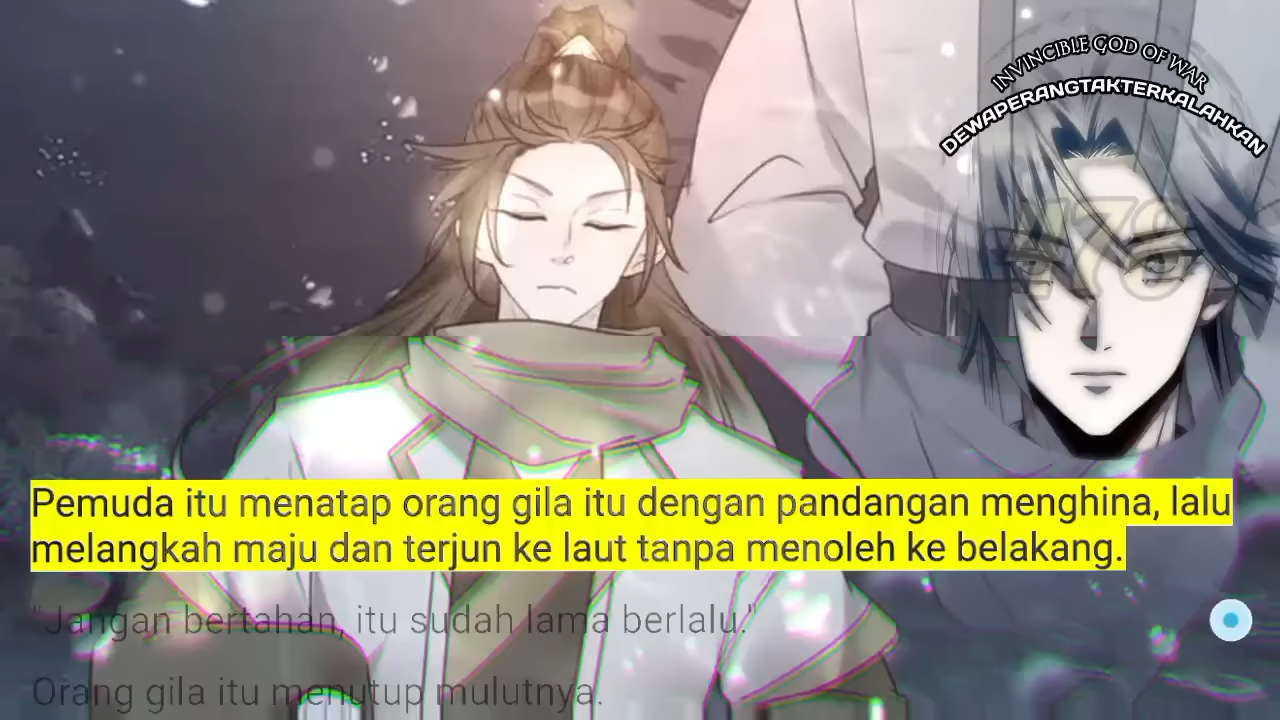 INVINCIBLE GOD OF WAR
DEWAPERANGTAKTERKALAHKAN
Pemuda itu menatap orang gila itu dengan pandangan menghina, lalu
melangkah maju dan terjun ke laut tanpa menoleh ke belakang.
"Jangan bertahan, itu sudah lama berlalu."
Orang gila itu menutup mulutnya.